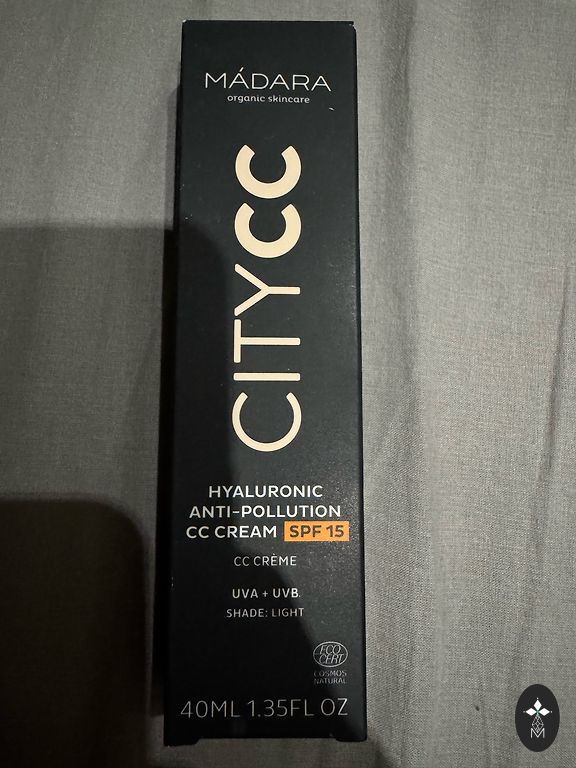 MÁDARA
organic skincare
CITYCC
HYALURONIC
ANTI-POLLUTION
CC CREAM SPF 15
CC CRÈME
UVA + UVB
SHADE: LIGHT
ECO
CERT
COSMOS
NATURAL
40ML 1.35FL OZ
M